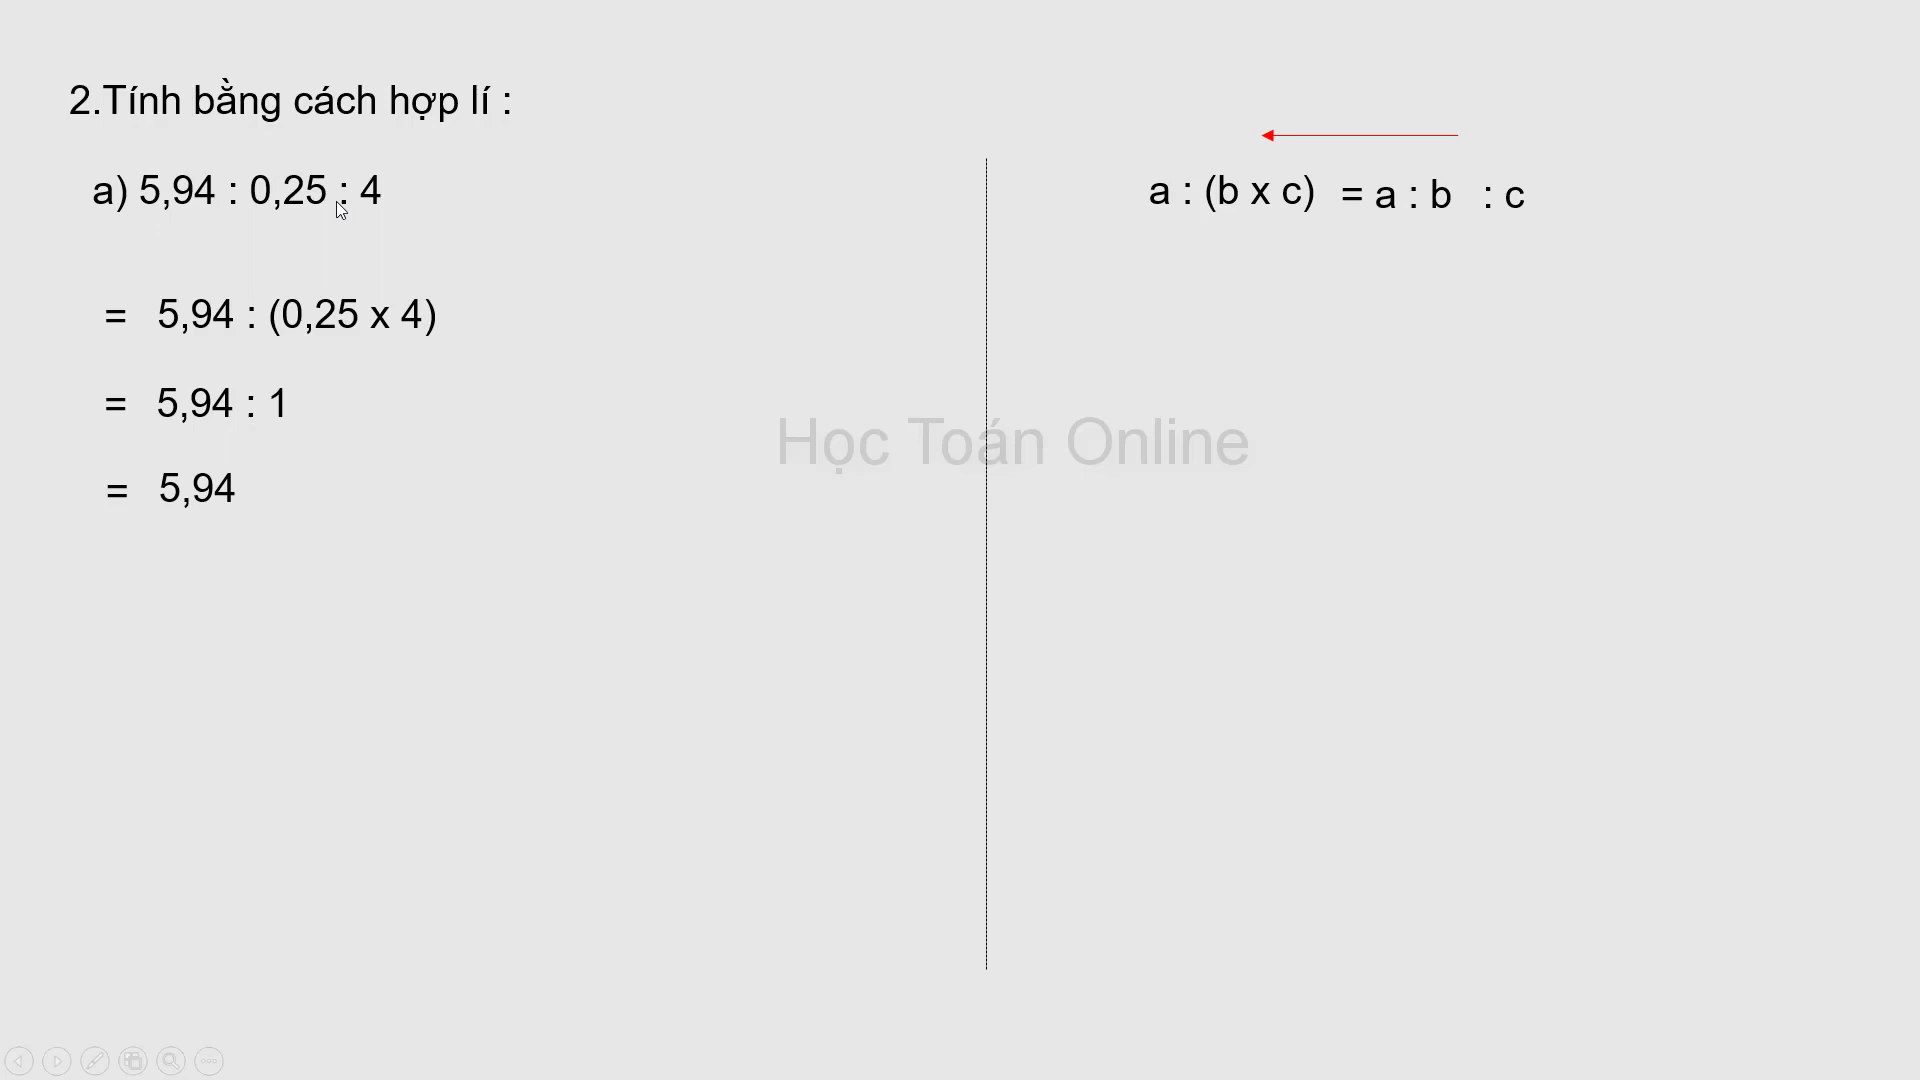 2.Tính bằng cách hợp lí :
a) 5,94 : 0,25 : 4
= 5,94 : (0,25 x 4)
= 5,94 : 1
= 5,94
a : (b x c) = a : b : c
Học Toán Online